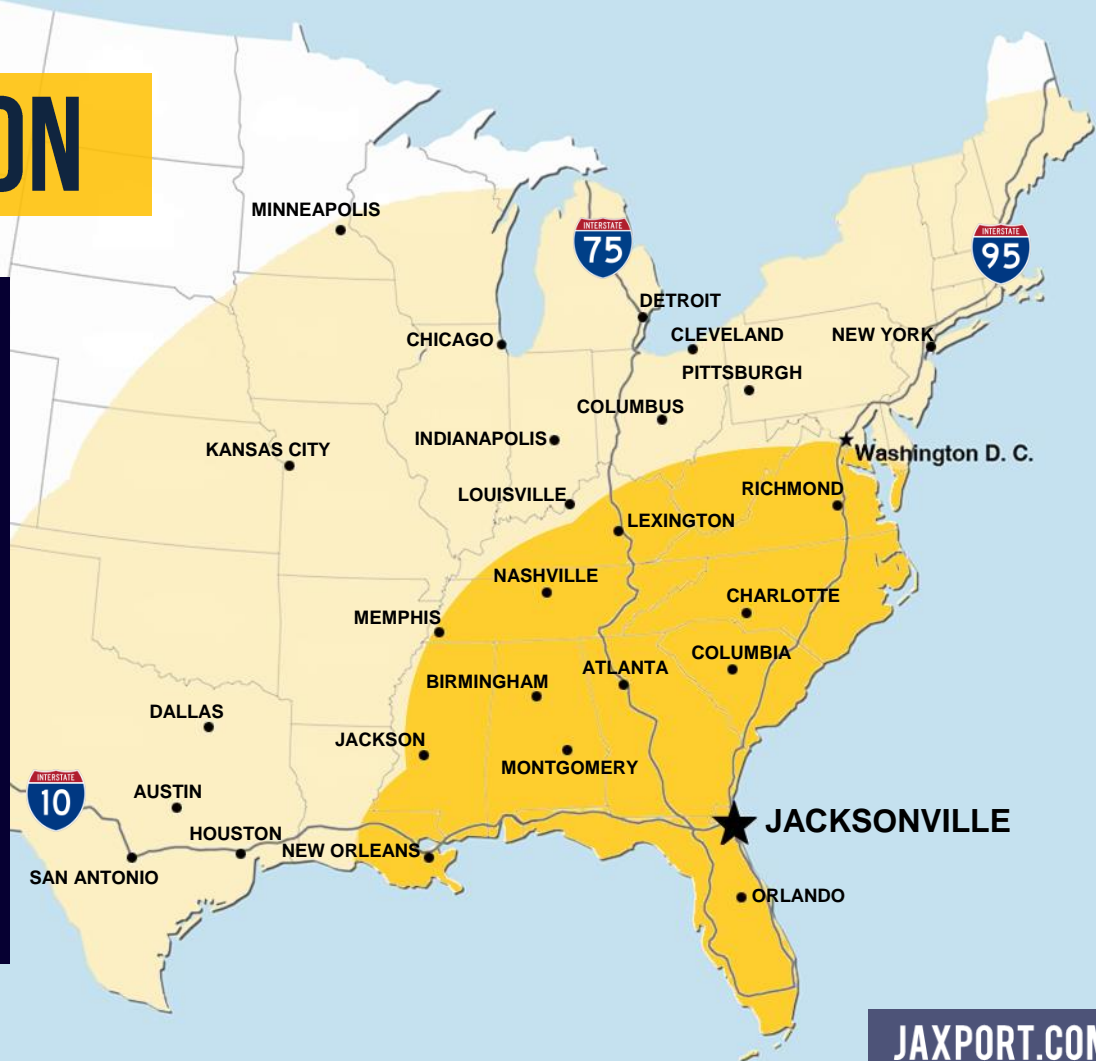 ON
MINNEAPOLIS
INTERSTATE
75
INTERSTATE
95
DETROIT
CHICAGO
CLEVELAND
NEW YORK
PITTSBURGH
COLUMBUS
INDIANAPOLIS
KANSAS CITY
Washington D. C.
LOUISVILLE
RICHMOND
LEXINGTON
NASHVILLE
CHARLOTTE
MEMPHIS
COLUMBIA
ATLANTA
BIRMINGHAM
DALLAS
JACKSON
MONTGOMERY
INTERSTATE
10
AUSTIN
JACKSONVILLE
HOUSTON
NEW ORLEANS
SAN ANTONIO
ORLANDO
JAXPORT.COM